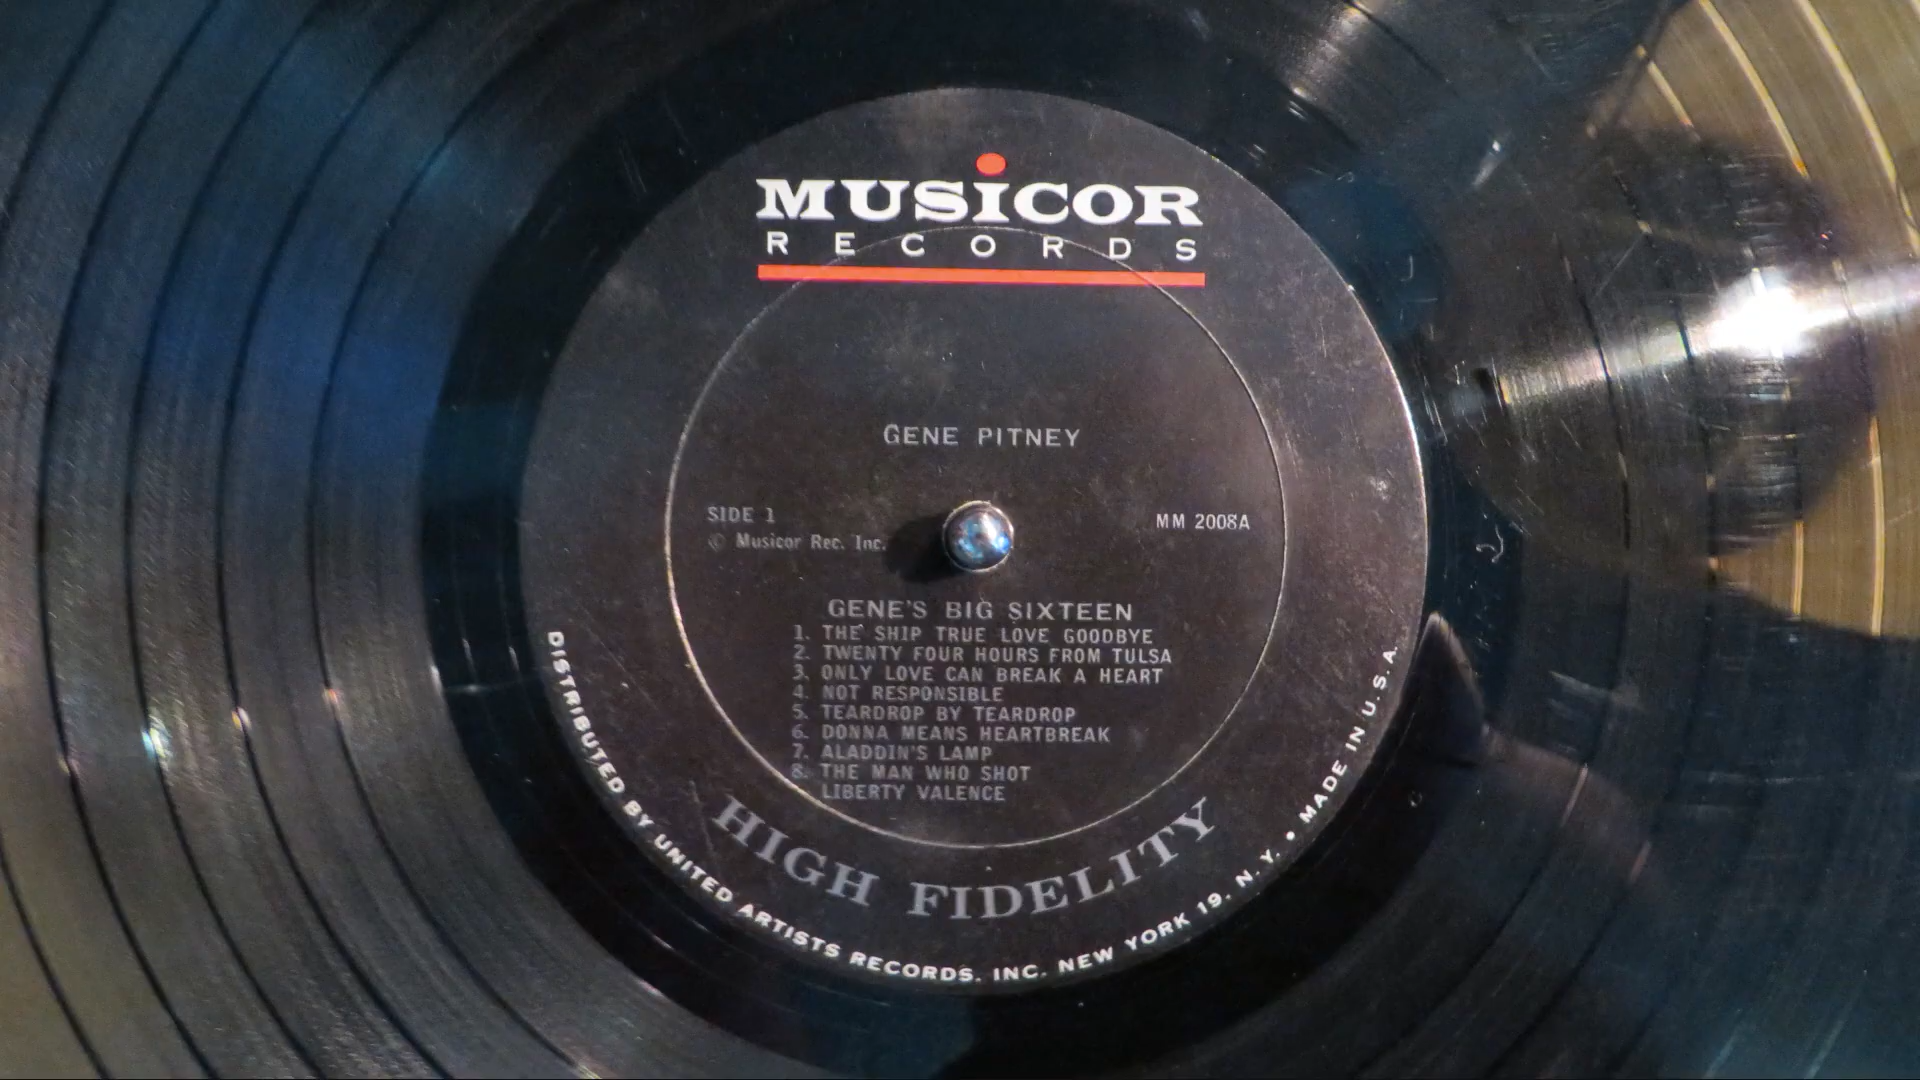 MUSiCOR
RECORDS
GENE PITNEY
SIDE 1
© Musicor Rec. Inc.
MM 2008A
GENE'S BIG SIXTEEN
1. THE SHIP TRUE LOVE GOODBYE
2. TWENTY FOUR HOURS FROM TULSA
3. ONLY LOVE CAN BREAK A HEART
4. NOT RESPONSIBLE
5. TEARDROP BY TEARDROP
6. DONNA MEANS HEARTBREAK
7. ALADDIN'S LAMP
8. THE MAN WHO SHOT
LIBERTY VALENCE
HIGH FIDELITY
DISTRIBUTED BY UNITED ARTISTS RECORDS, INC. NEW YORK 19, N.Y. • MADE IN U.S.A.